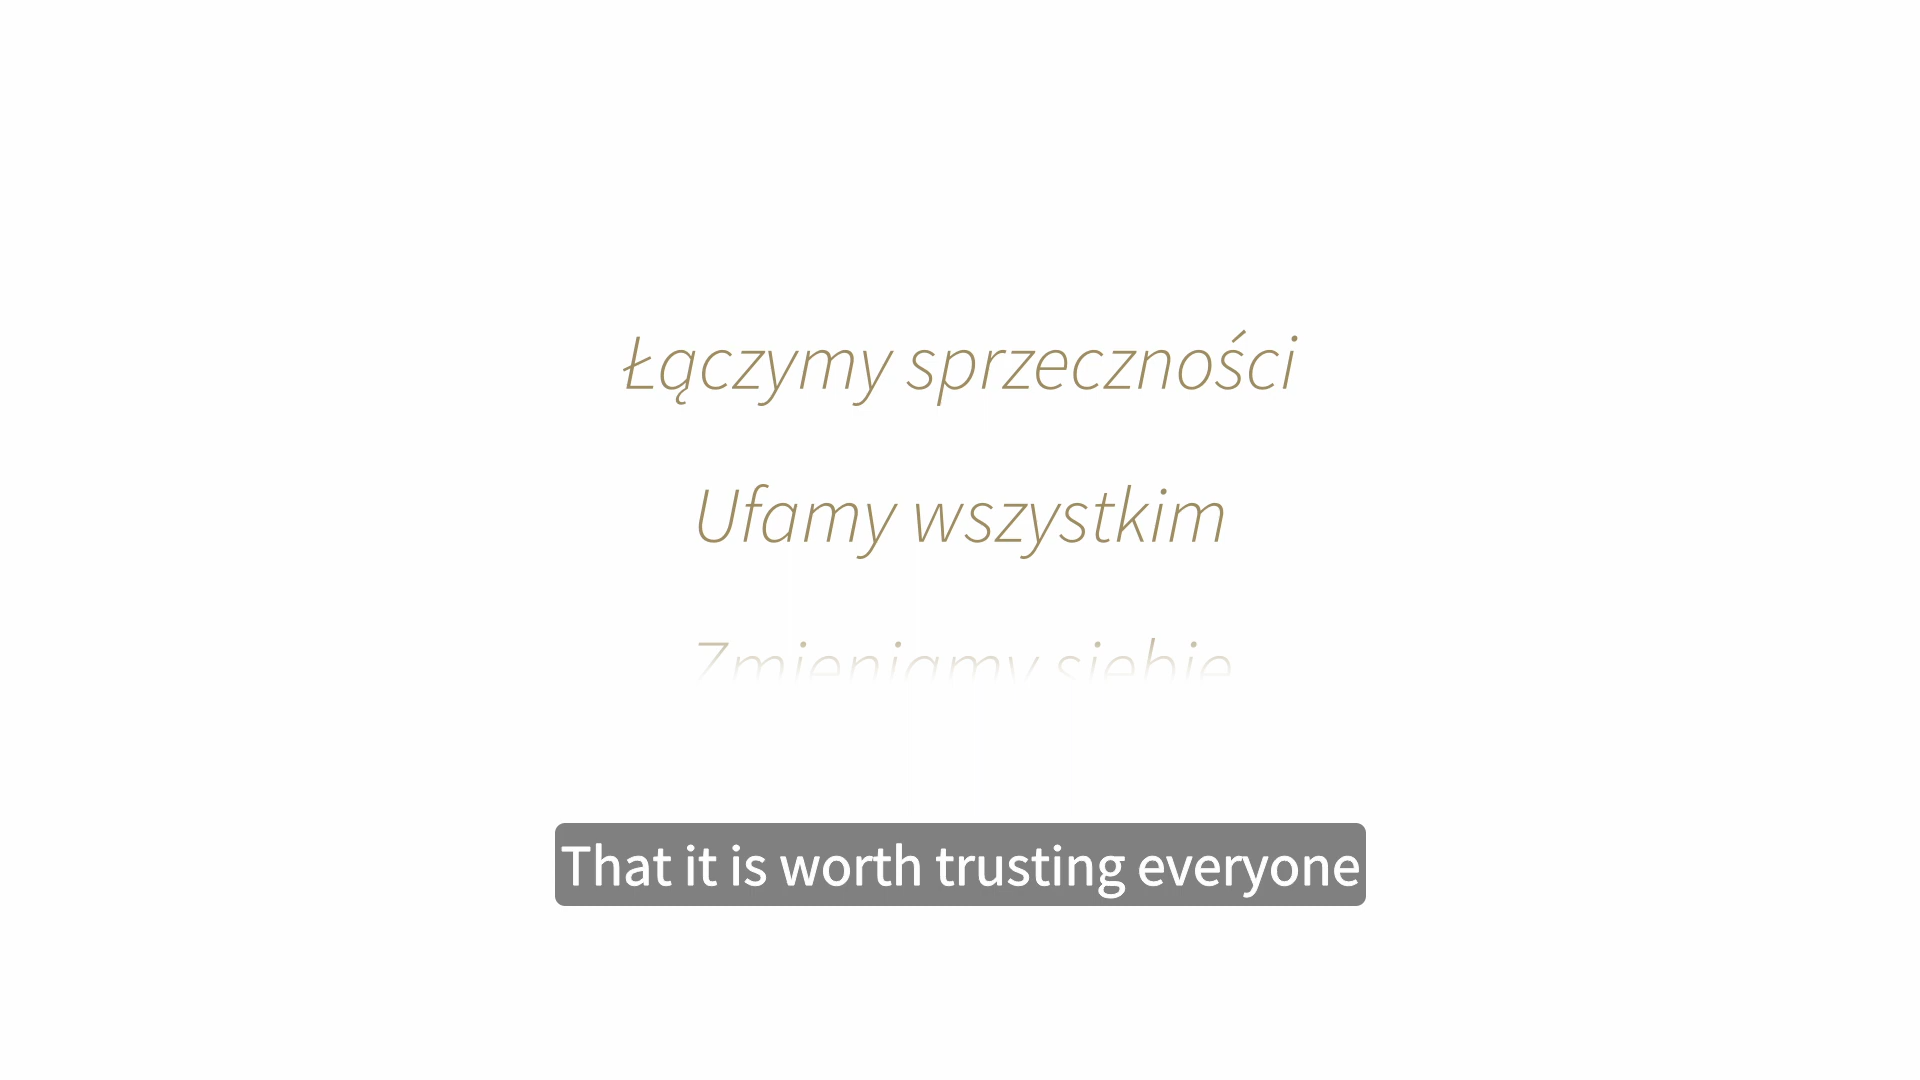 Łączymy sprzeczności
Ufamy wszystkim
Zmieniamy siebie
That it is worth trusting everyone